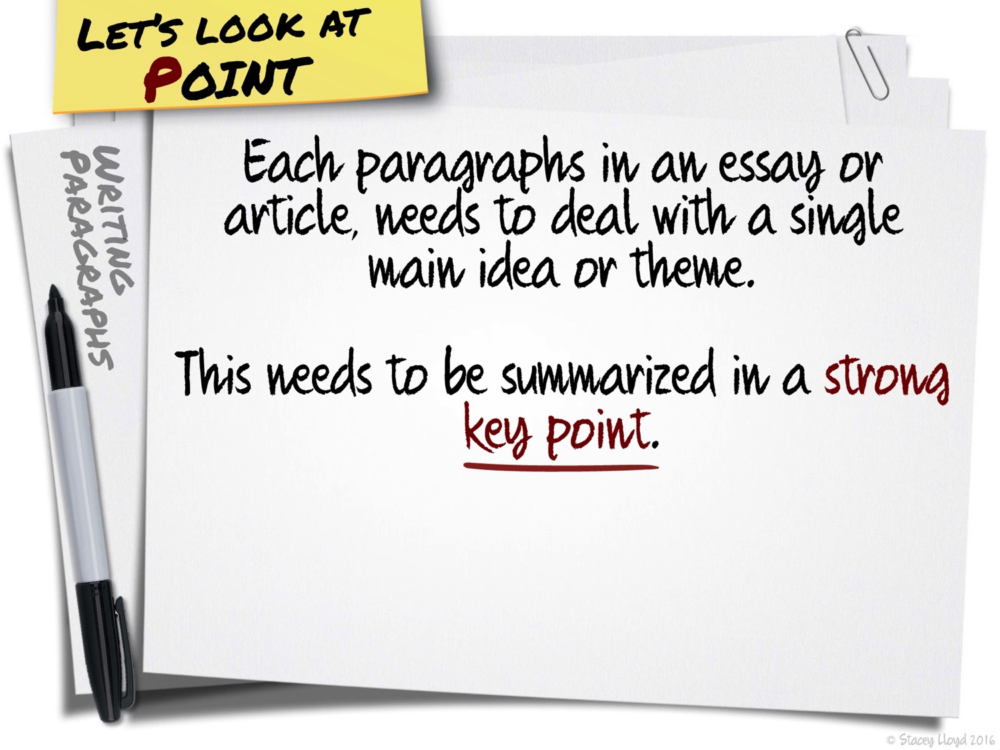 LET'S LOOK AT
POINT
WRITING
PARAGRAPHS
Each paragraphs in an essay or
article, needs to deal with a single
main idea or theme.
This needs to be summarized in a strong
key point.
© Stacey Lloyd 2016